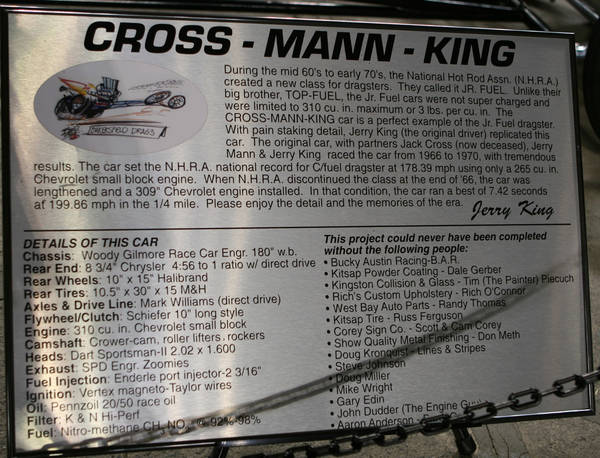 CROSS - MANN - KING
During the mid 60's to early 70's, the National Hot Rod Assn. (N.H.R.A.)
created a new class for dragsters. They called it JR. FUEL. Unlike their
big brother, TOP-FUEL, the Jr. Fuel cars were not super charged and
were limited to 310 cu. in. maximum or 3 lbs. per cu. in. The
CROSS-MANN-KING car is a perfect example of the Jr. Fuel dragster.
With pain staking detail, Jerry King (the original driver) replicated this
car. The original car, with partners Jack Cross (now deceased), Jerry
Mann & Jerry King raced the car from 1966 to 1970, with tremendous
results. The car set the N.H.R.A. national record for C/fuel dragster at 178.39 mph using only a 265 cu. in.
Chevrolet small block engine. When N.H.R.A. discontinued the class at the end of '66, the car was
lengthened and a 309" Chevrolet engine installed. In that condition, the car ran a best of 7.42 seconds
at 199.86 mph in the 1/4 mile. Please enjoy the detail and the memories of the era.
Jerry King
DETAILS OF THIS CAR
Chassis: Woody Gilmore Race Car Engr. 180" w.b.
Rear End: 8 3/4" Chrysler 4:56 to 1 ratio w/ direct drive
Rear Wheels: 10" x 15" Halibrand
Rear Tires: 10.5" x 30" x 15 M&H
Axles & Drive Line: Mark Williams (direct drive)
Flywheel/Clutch: Schiefer 10" long style
Engine: 310 cu. in. Chevrolet small block
Camshaft: Crower-cam, roller lifters, rockers
Heads: Dart Sportsman-II 2.02 x 1.600
Exhaust: SPD Engr. Zoomies
Fuel Injection: Enderle port injector-2 3/16"
Ignition: Vertex magneto-Taylor wires
Oil: Pennzoil 20/50 race oil
Filter: K & N Hi-Perf
Fuel: Nitro-methane CH NO @ 92%-98%
This project could never have been completed
without the following people:
• Bucky Austin Racing-B.A.R.
• Kitsap Powder Coating - Dale Gerber
• Kingston Collision & Glass - Tim (The Painter) Piecuch
• Rich's Custom Upholstery - Rich O'Connor
• West Bay Auto Parts - Randy Thomas
• Kitsap Tire - Russ Ferguson
• Corey Sign Co. - Scott & Cam Corey
• Show Quality Metal Finishing - Don Meth
• Doug Kronquist - Lines & Stripes
• Steve Johnson
• Doug Miller
• Mike Wright
• Gary Edin
• John Dudder (The Engine
• Aaron Anderson